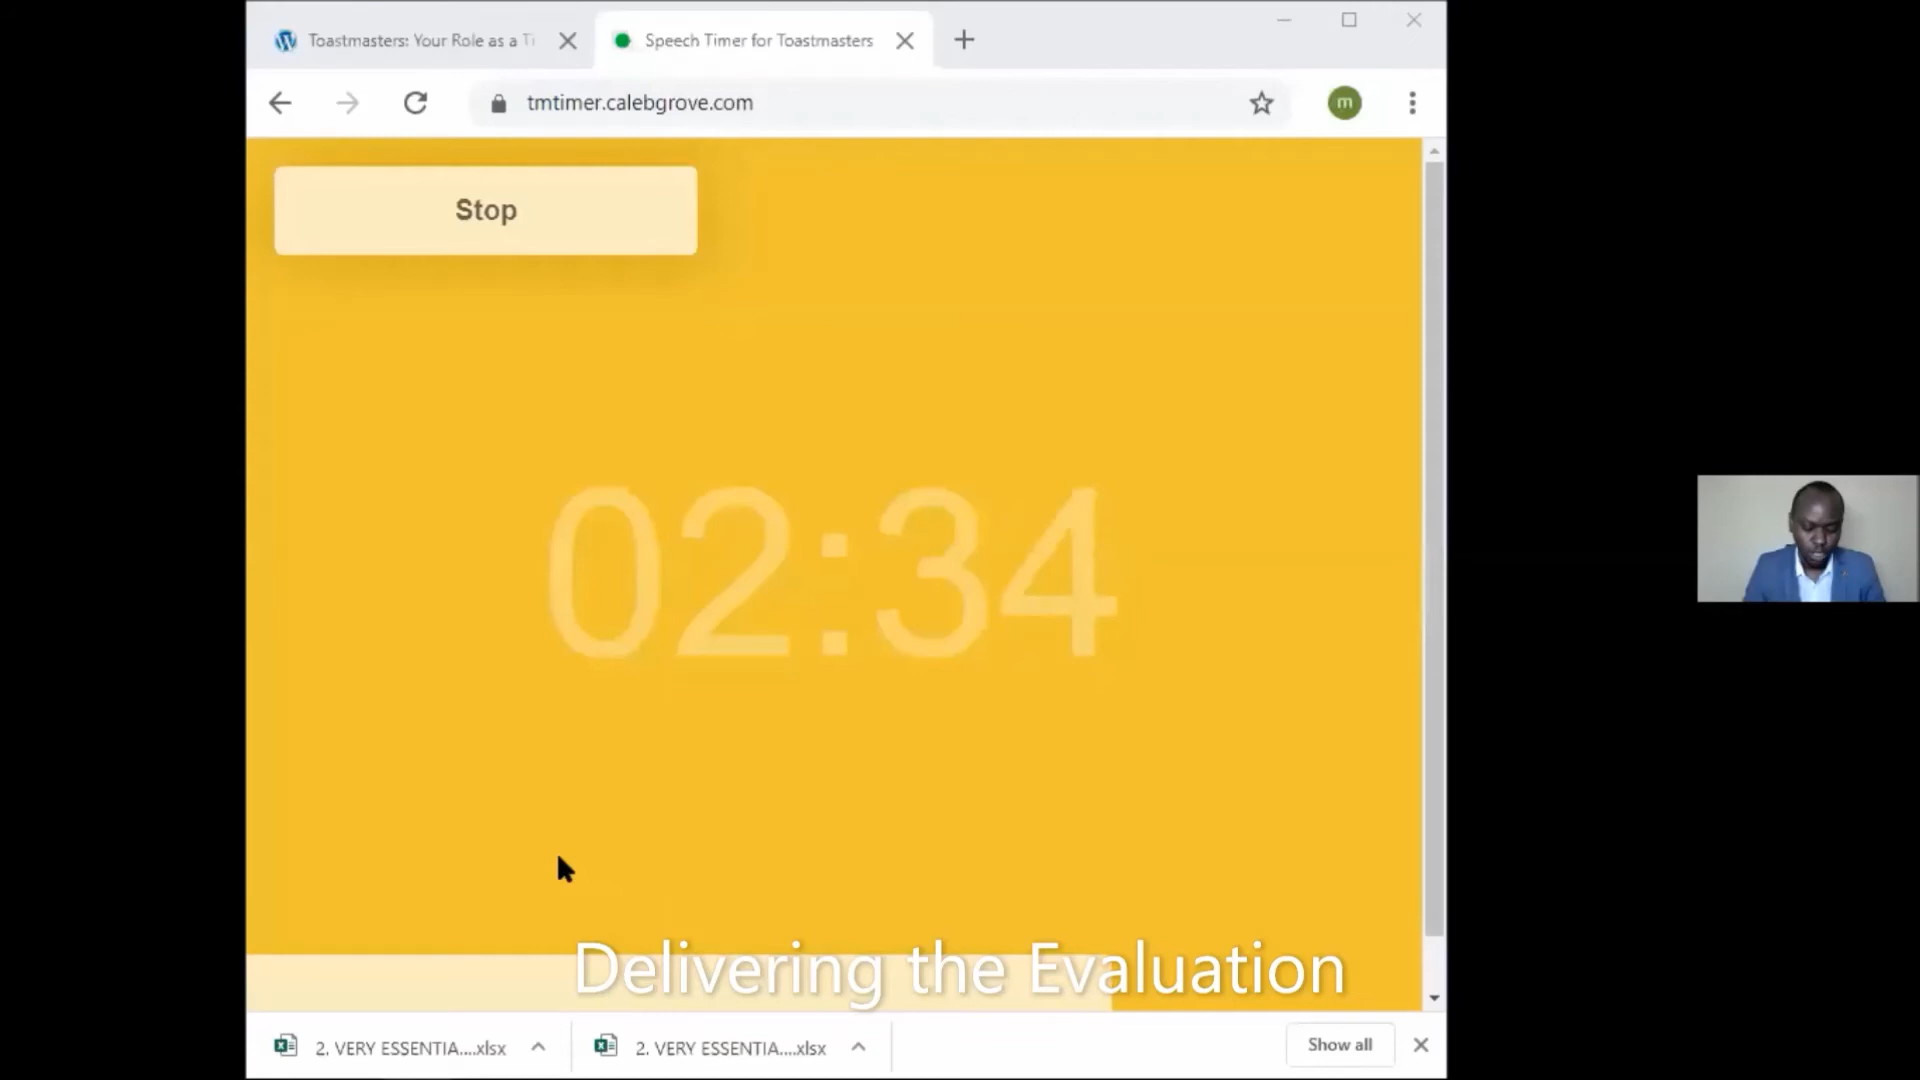 Toastmasters: Your Role as a Ti
Speech Timer for Toastmasters
tmtimer.calebgrove.com
m
Stop
02:34
Delivering the Evaluation
2. VERY ESSENTIA....xlsx
2. VERY ESSENTIA....xlsx
Show all